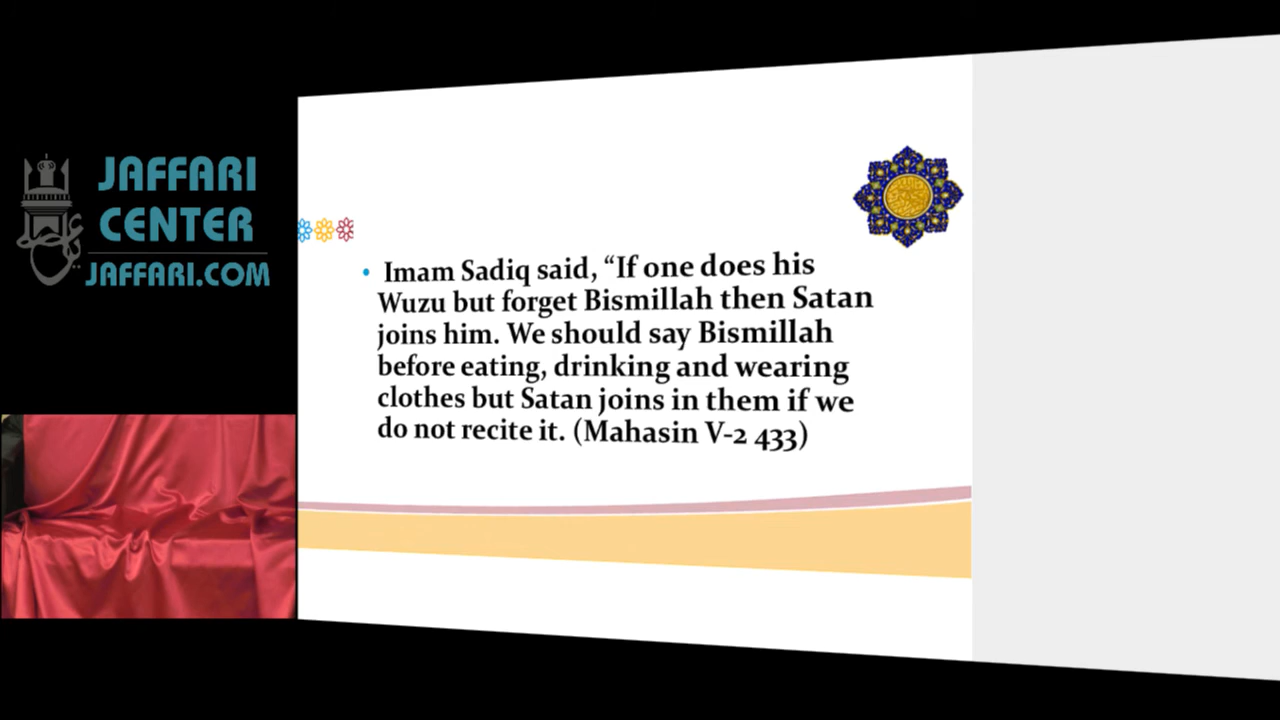 JAFFARI
CENTER
JAFFARI.COM
• Imam Sadiq said, “If one does his
Wuzu but forget Bismillah then Satan
joins him. We should say Bismillah
before eating, drinking and wearing
clothes but Satan joins in them if we
do not recite it. (Mahasin V-2 433)